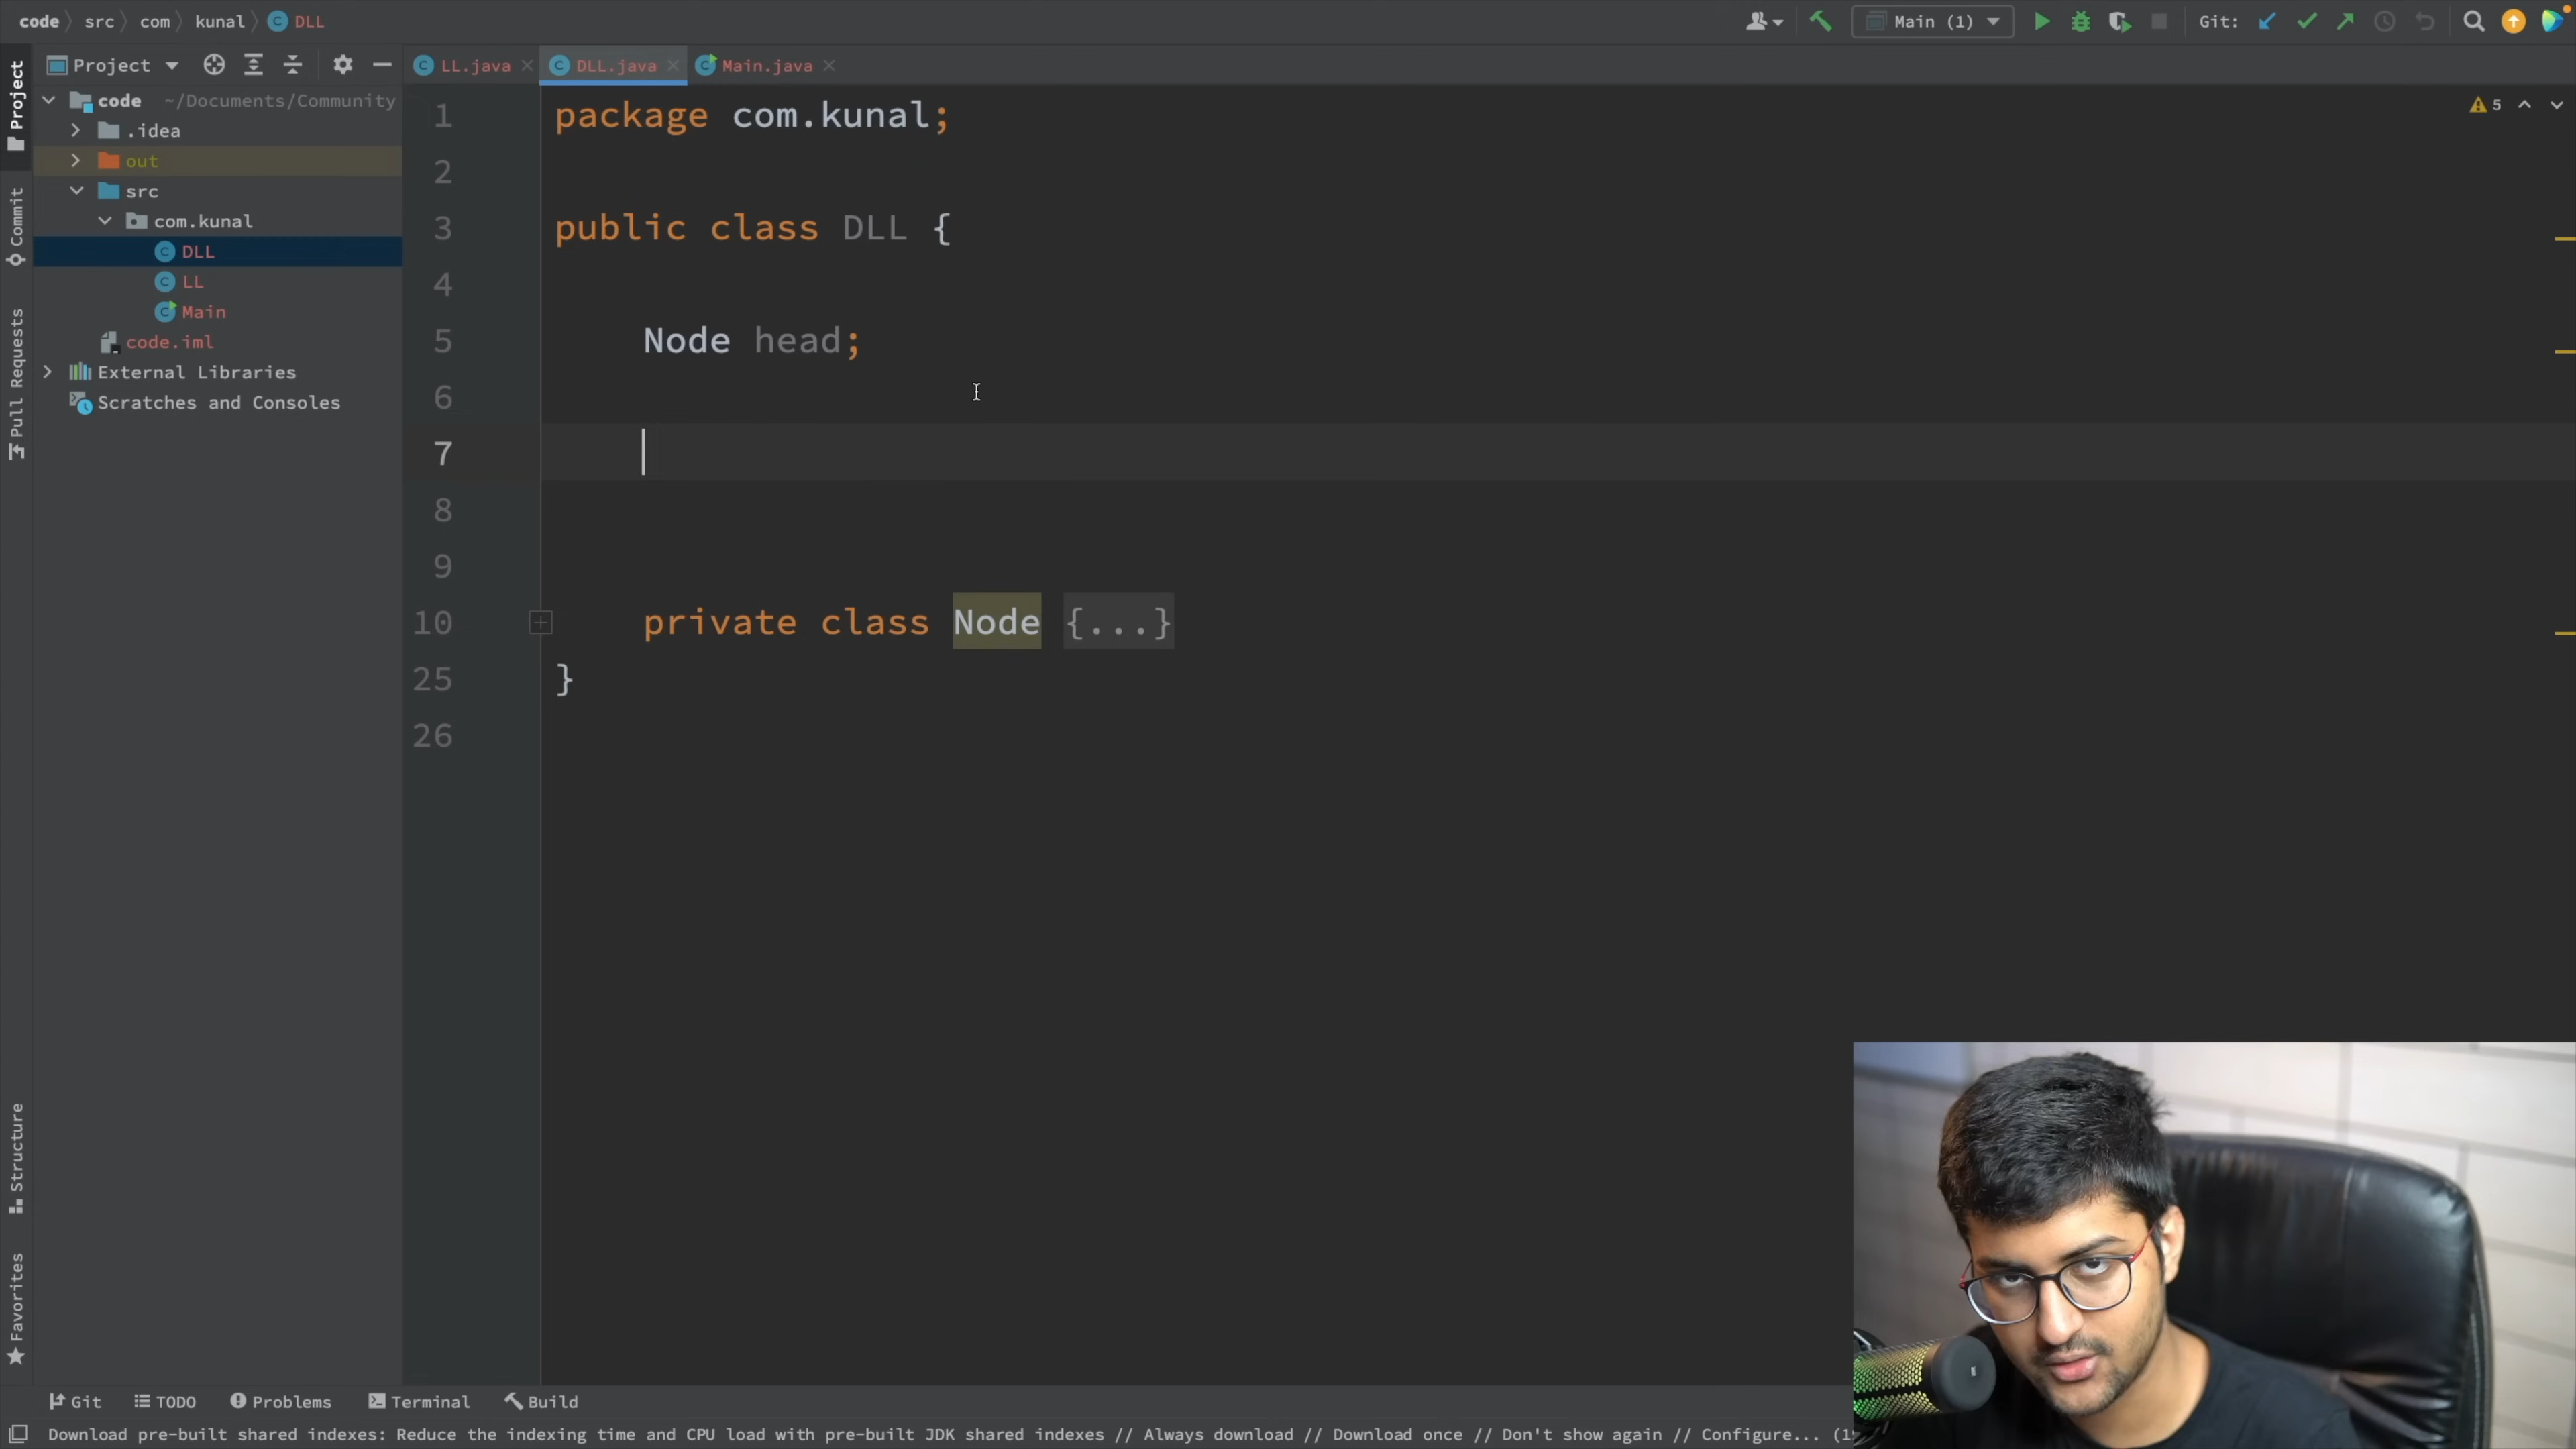 code src com kunal DLL
Main (1)
Git:
Project
LL.java
DLL.java
Main.java
code ~/Documents/Community
.idea
out
src
com.kunal
DLL
LL
Main
code.iml
External Libraries
Scratches and Consoles
Project
Commit
Pull Requests
Structure
Favorites
5
1 package com.kunal;
2
3 public class DLL {
4
5 Node head;
6
7
8
9
10 private class Node {...}
25 }
26
Git TODO Problems Terminal Build
Download pre-built shared indexes: Reduce the indexing time and CPU load with pre-built JDK shared indexes // Always download // Download once // Don't show again // Configure...